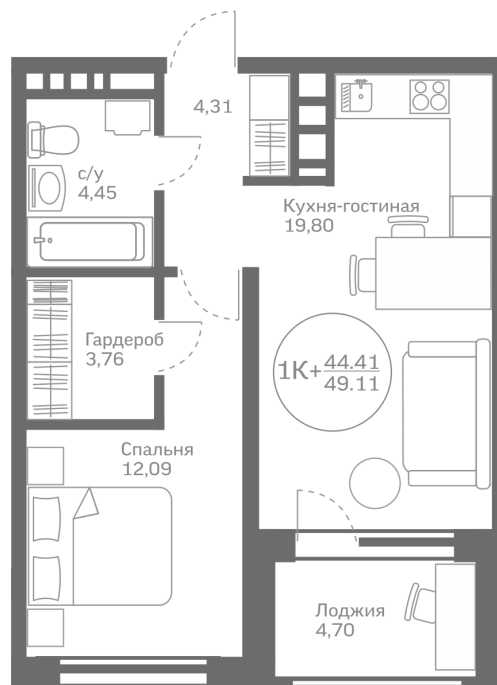 4,31
с/у
4,45
Кухня-гостиная
19,80
Гардероб
3,76
1К+ 44.41
49.11
Спальня
12,09
Лоджия
4,70